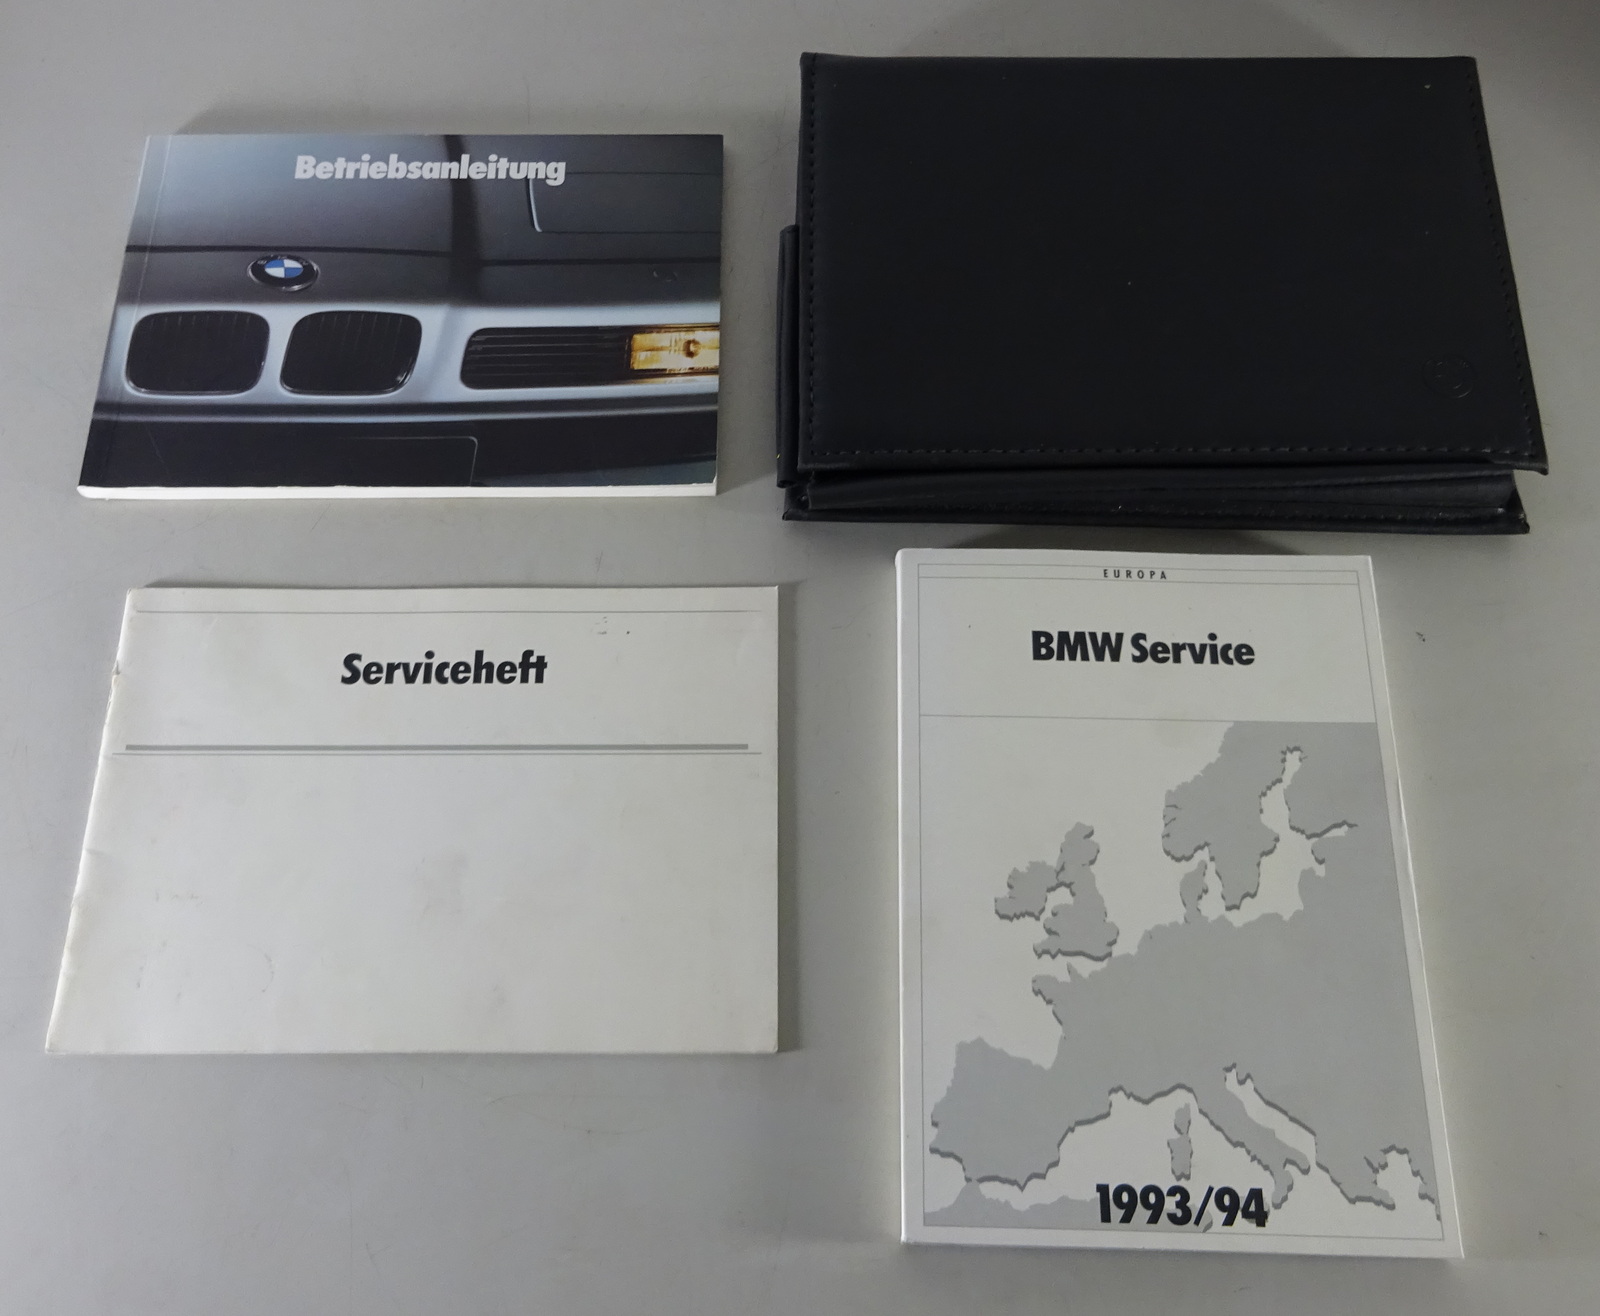 Betriebsanleitung
Serviceheft
EUROPA
BMW Service
1993/94